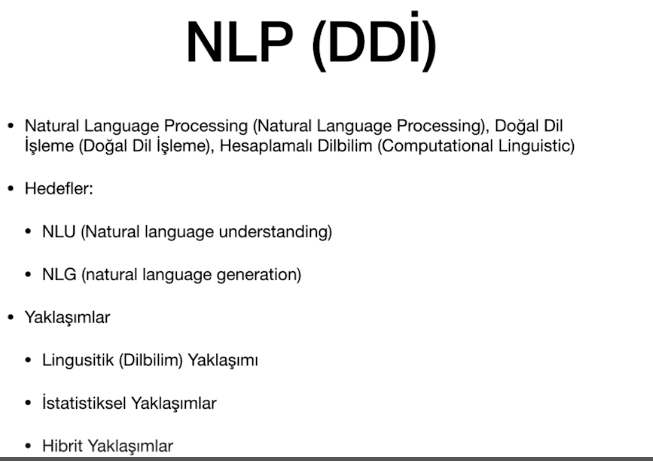 NLP (DDİ)
• Natural Language Processing (Natural Language Processing), Doğal Dil
İşleme (Doğal Dil İşleme), Hesaplamalı Dilbilim (Computational Linguistic)
• Hedefler:
• NLU (Natural language understanding)
• NLG (natural language generation)
• Yaklaşımlar
• Lingusitik (Dilbilim) Yaklaşımı
• İstatistiksel Yaklaşımlar
• Hibrit Yaklaşımlar